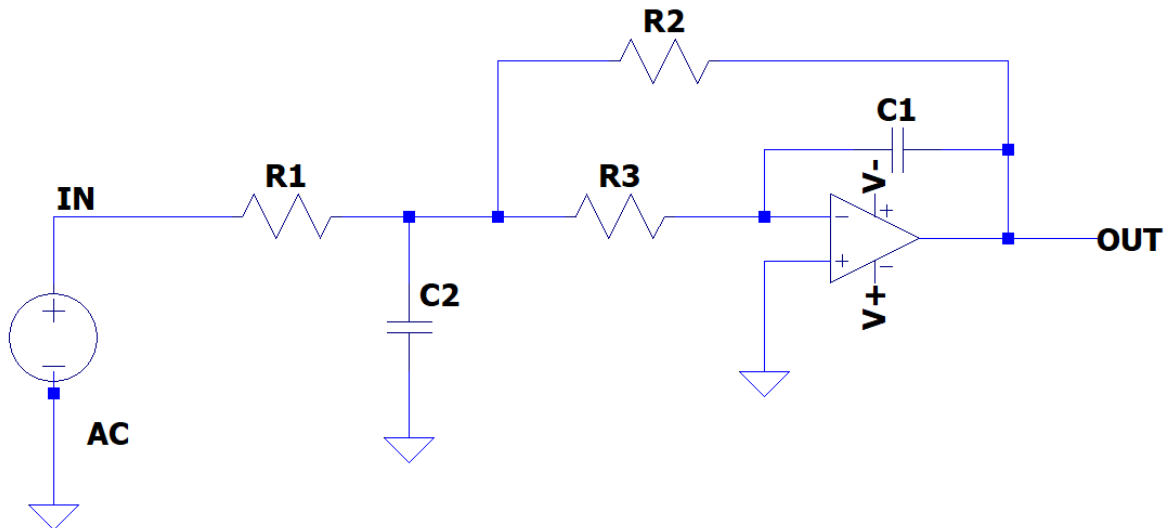 R2
C1
R1
R3
V-
IN
+
−
+
OUT
C2
−
V+
+
−
AC